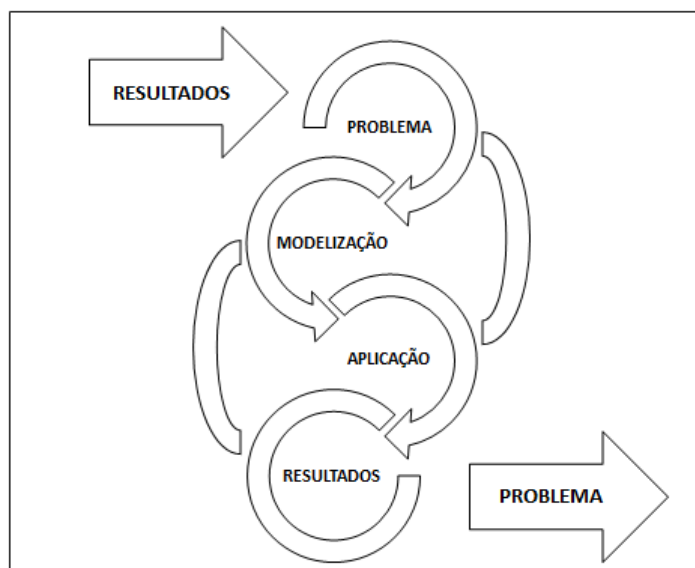 RESULTADOS
PROBLEMA
MODELIZAÇÃO
APLICAÇÃO
RESULTADOS
PROBLEMA